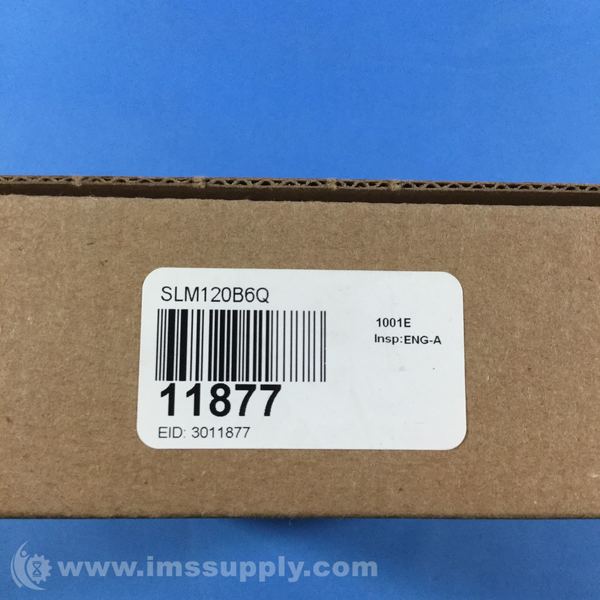 SLM120B6Q
1001E
Insp:ENG-A
11877
EID: 3011877
© www.imssupply.com